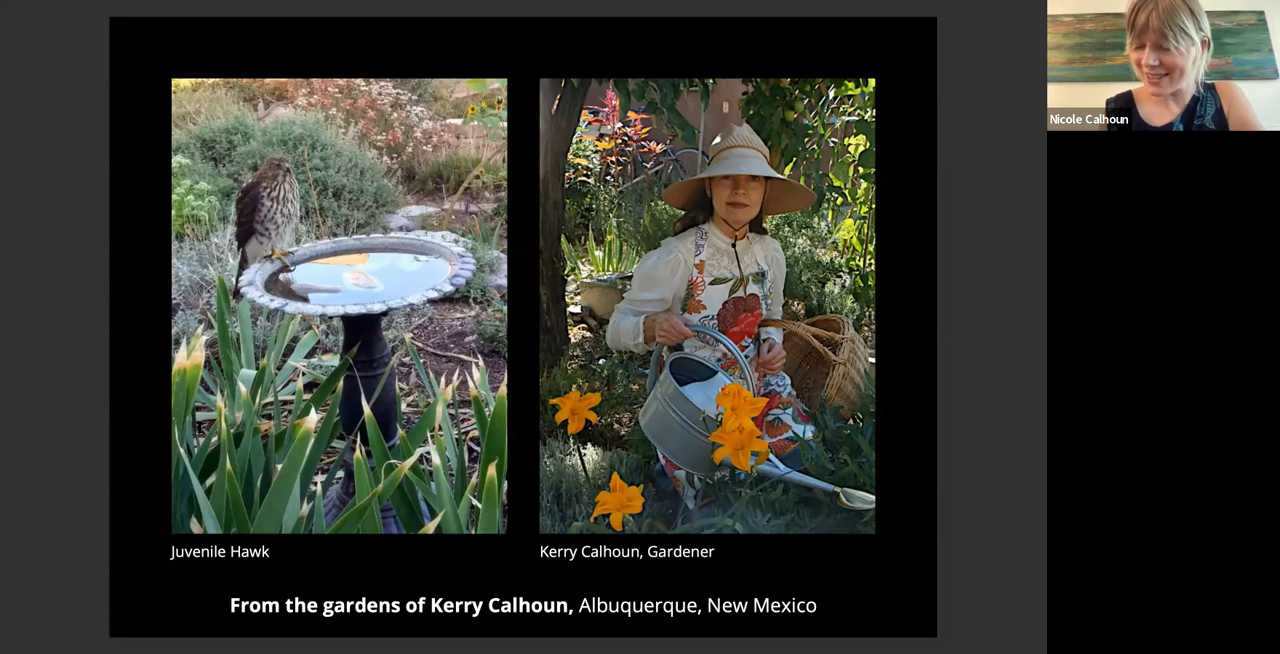 Nicole Calhoun
Juvenile Hawk
Kerry Calhoun, Gardener
From the gardens of Kerry Calhoun, Albuquerque, New Mexico